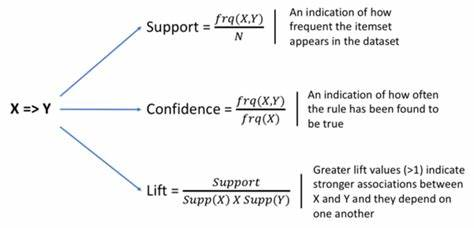 Support = frq(X,Y) / N
An indication of how
frequent the itemset
appears in the dataset
X => Y
Confidence = frq(X,Y) / frq(X)
An indication of how often
the rule has been found to
be true
Lift = Support / Supp(X) X Supp(Y)
Greater lift values (>1) indicate
stronger associations between
X and Y and they depend on
one another